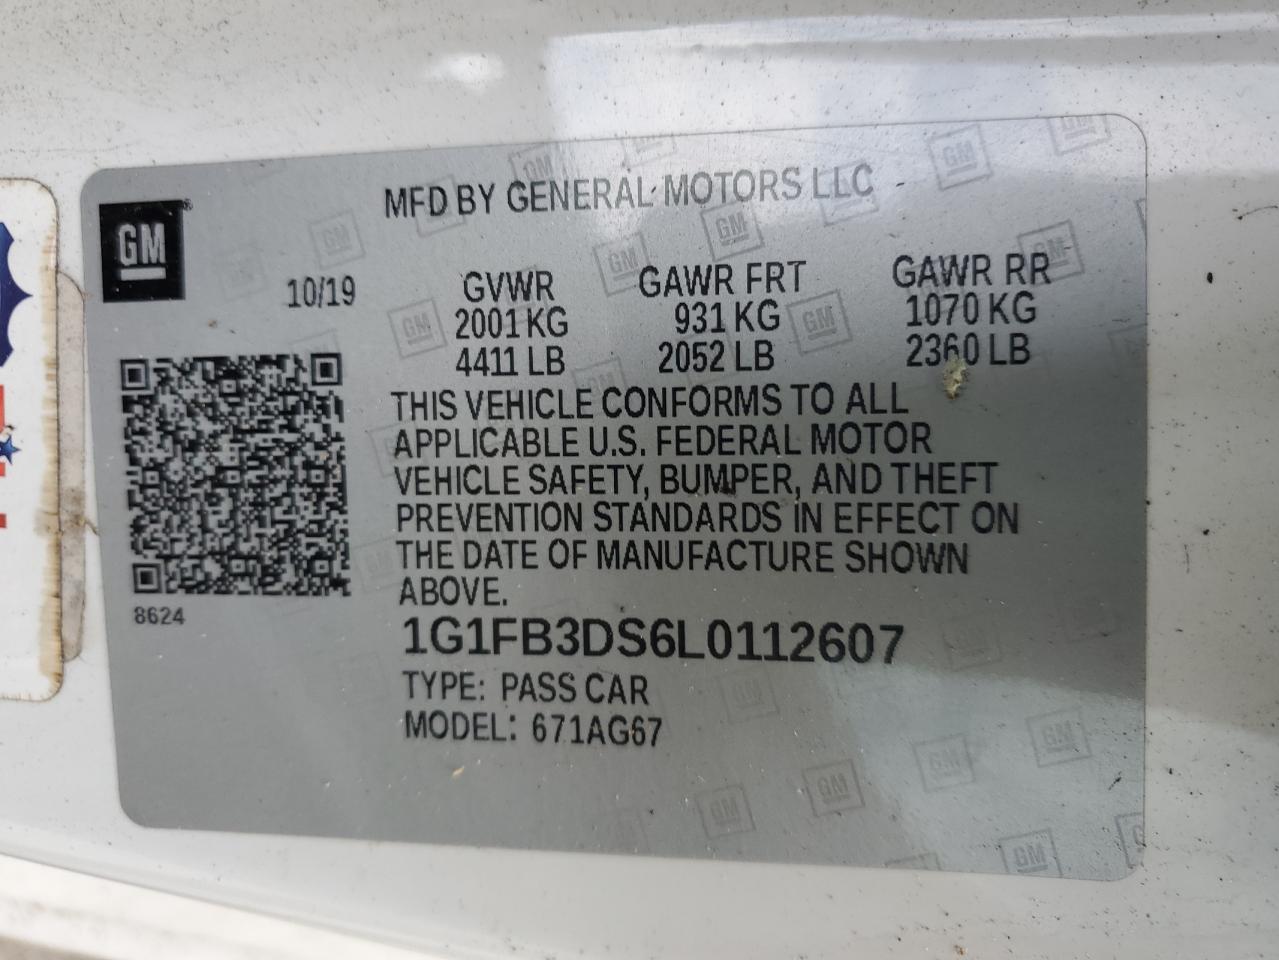 MFD BY GENERAL MOTORS LLC
GM
10/19
GVWR GAWR FRT GAWR RR
2001 KG 931 KG 1070 KG
4411 LB 2052 LB 2360 LB
THIS VEHICLE CONFORMS TO ALL
APPLICABLE U.S. FEDERAL MOTOR
VEHICLE SAFETY, BUMPER, AND THEFT
PREVENTION STANDARDS IN EFFECT ON
THE DATE OF MANUFACTURE SHOWN
ABOVE.
8624
1G1FB3DS6L0112607
TYPE: PASS CAR
MODEL: 671AG67